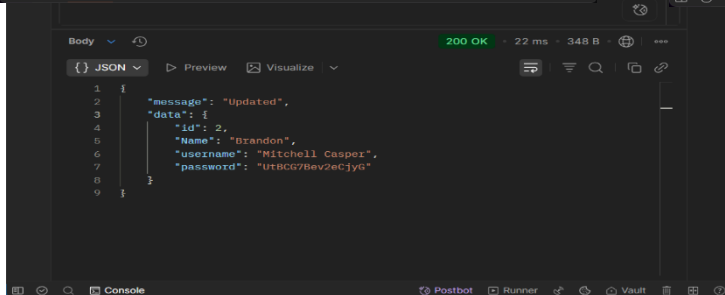 Body
200 OK
22 ms
348 B
{} JSON
Preview
Visualize
1 {
2 "message": "Updated",
3 "data": {
4 "id": 2,
5 "Name": "Brandon",
6 "username": "Mitchell Casper",
7 "password": "UtBCG7Bev2eCjyG"
8 }
9 }
Console
Postbot
Runner
Vault